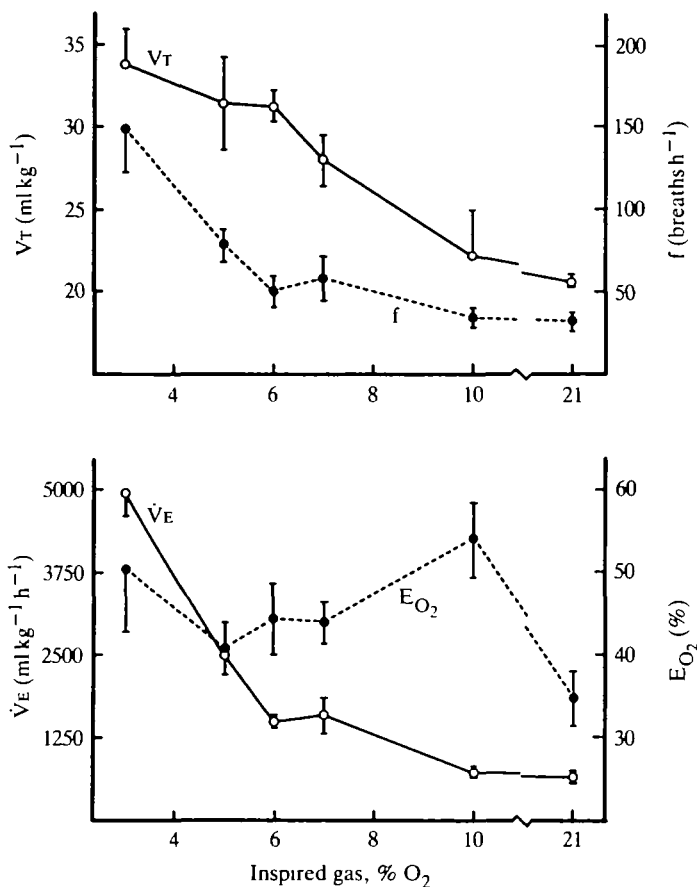 35
30
25
20
VT (ml kg−1)
VT
f
200
150
100
50
f (breaths h−1)
4 6 8 10 21
5000
3750
2500
1250
V̇E (ml kg−1 h−1)
V̇E
EO2
60
50
40
30
EO2 (%)
4 6 8 10 21
Inspired gas, % O2